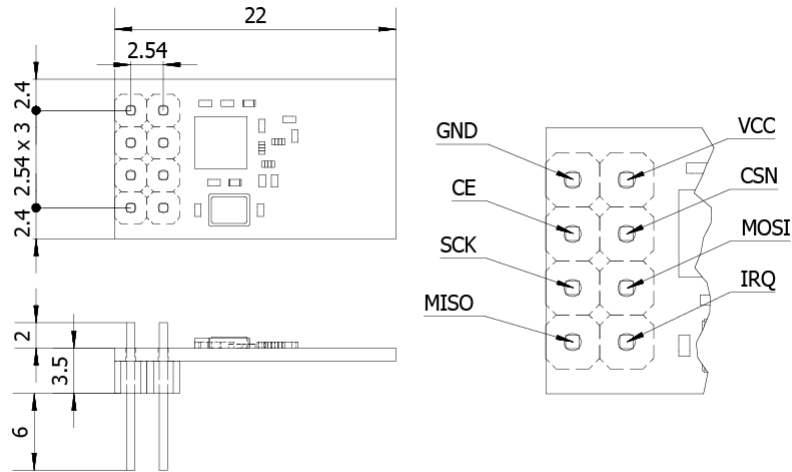 22
2.54
2.4
2.54 x 3
2.4
2
3.5
6
GND
VCC
CE
CSN
SCK
MOSI
MISO
IRQ